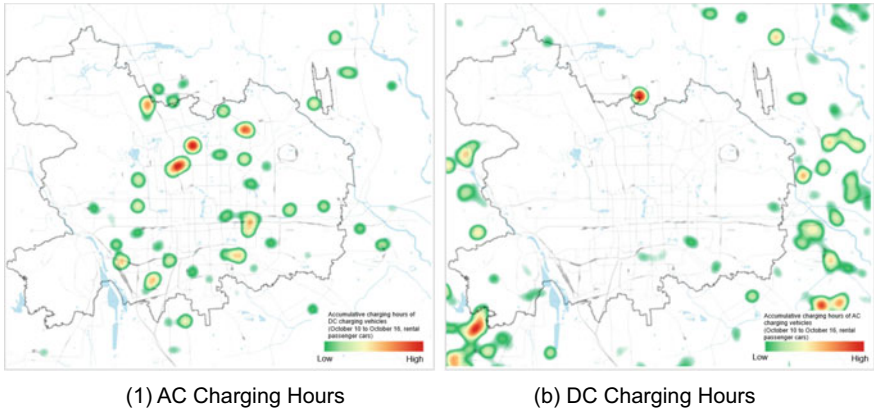 Accumulative charging hours of
DC charging vehicles
(October 10 to October 16, rental
passenger cars)
Low High
Accumulative charging hours of AC
charging vehicles
(October 10 to October 16, rental
passenger cars)
Low High
(1) AC Charging Hours
(b) DC Charging Hours